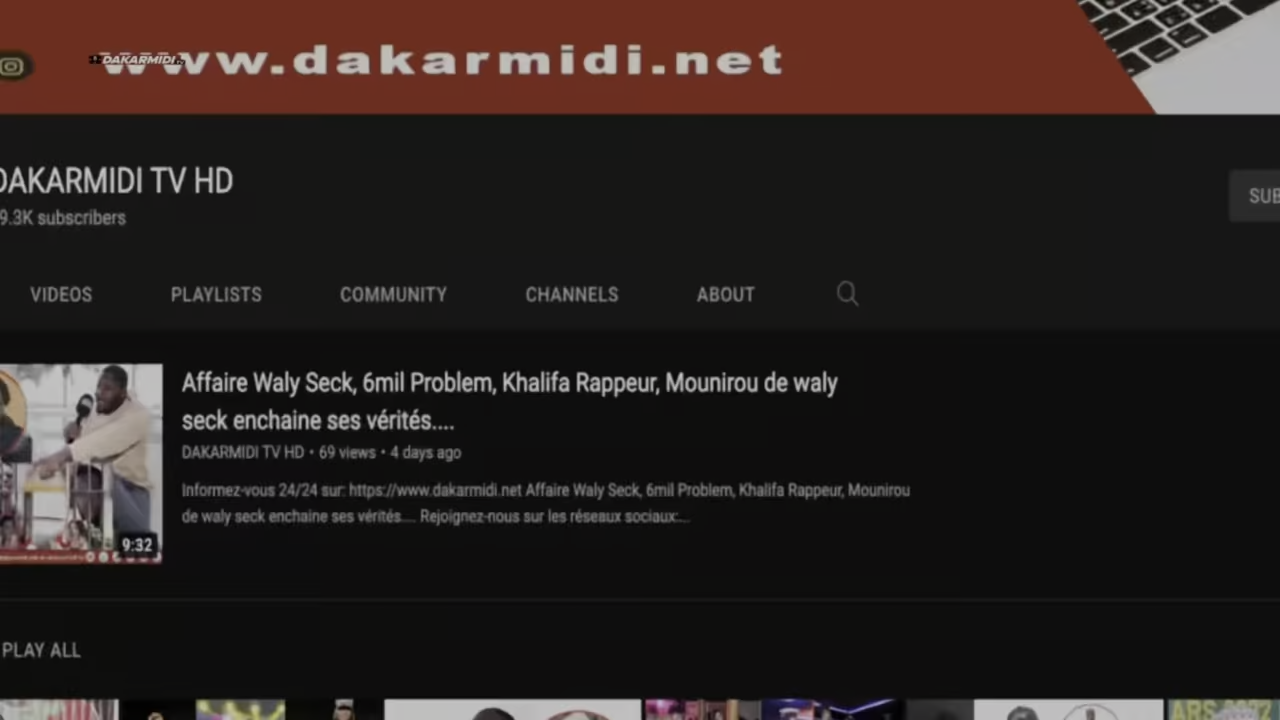 www.dakarmidi.net
DAKARMIDI
DAKARMIDI TV HD
9.3K subscribers
SUB
VIDEOS
PLAYLISTS
COMMUNITY
CHANNELS
ABOUT
Affaire Waly Seck, 6mil Problem, Khalifa Rappeur, Mounirou de waly
seck enchaine ses vérités....
DAKARMIDI TV HD • 69 views • 4 days ago
Informez-vous 24/24 sur: https://www.dakarmidi.net Affaire Waly Seck, 6mil Problem, Khalifa Rappeur, Mounirou
de waly seck enchaine ses vérités.... Rejoignez-nous sur les réseaux sociaux:...
9:32
PLAY ALL